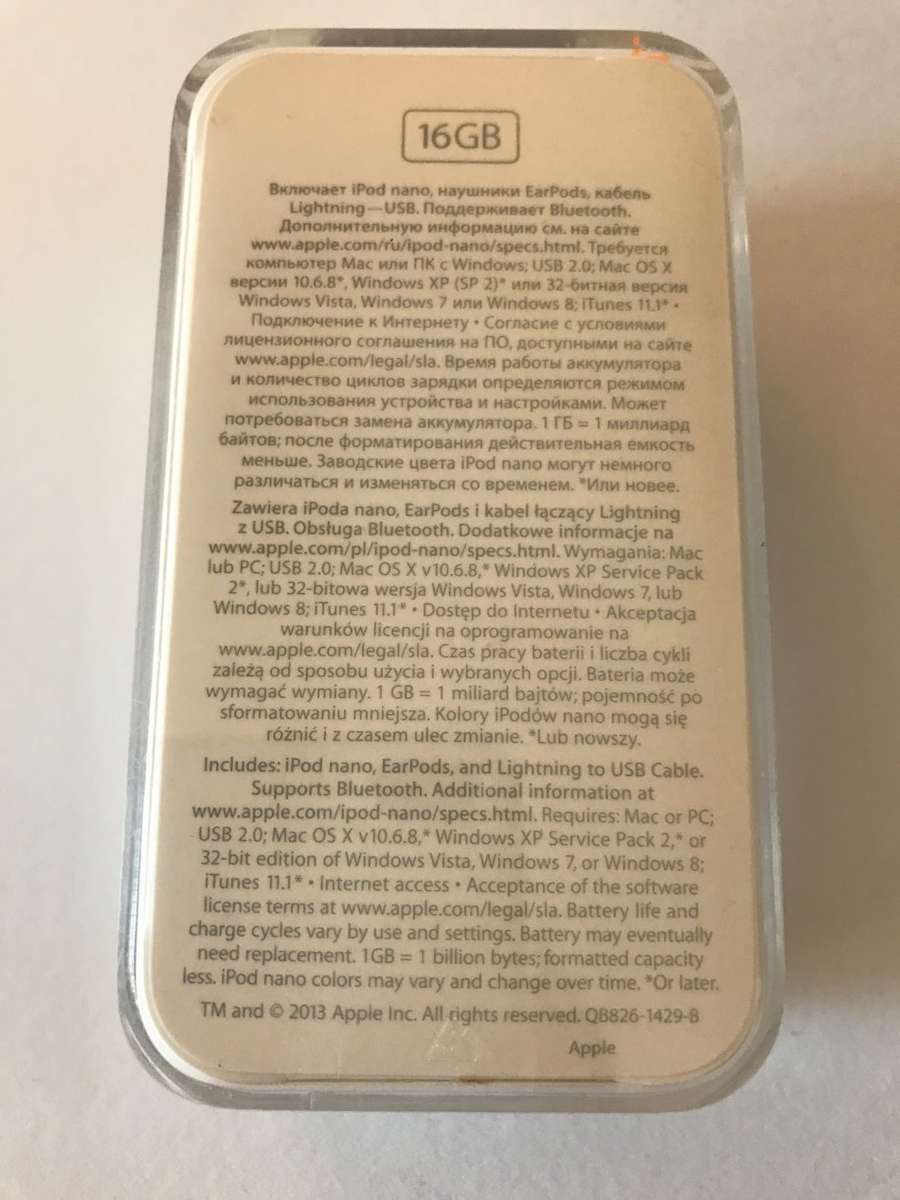 16GB
Включает iPod nano, наушники EarPods, кабель
Lightning—USB. Поддерживает Bluetooth.
Дополнительную информацию см. на сайте
www.apple.com/ru/ipod-nano/specs.html. Требуется
компьютер Mac или ПК с Windows; USB 2.0; Mac OS X
версии 10.6.8*, Windows XP (SP 2)* или 32-битная версия
Windows Vista, Windows 7 или Windows 8; iTunes 11.1* •
Подключение к Интернету • Согласие с условиями
лицензионного соглашения на ПО, доступными на сайте
www.apple.com/legal/sla. Время работы аккумулятора
и количество циклов зарядки определяются режимом
использования устройства и настройками. Может
потребоваться замена аккумулятора. 1 ГБ = 1 миллиард
байтов; после форматирования действительная емкость
меньше. Заводские цвета iPod nano могут немного
различаться и изменяться со временем. *Или новее.
Zawiera iPoda nano, EarPods i kabel łączący Lightning
z USB. Obsługa Bluetooth. Dodatkowe informacje na
www.apple.com/pl/ipod-nano/specs.html. Wymagania: Mac
lub PC; USB 2.0; Mac OS X v10.6.8,* Windows XP Service Pack
2*, lub 32-bitowa wersja Windows Vista, Windows 7, lub
Windows 8; iTunes 11.1* • Dostęp do Internetu • Akceptacja
warunków licencji na oprogramowanie na
www.apple.com/legal/sla. Czas pracy baterii i liczba cykli
zależą od sposobu użycia i wybranych opcji. Bateria może
wymagać wymiany. 1 GB = 1 miliard bajtów; pojemność po
sformatowaniu mniejsza. Kolory iPodów nano mogą się
różnić i z czasem ulec zmianie. *Lub nowszy.
Includes: iPod nano, EarPods, and Lightning to USB Cable.
Supports Bluetooth. Additional information at
www.apple.com/ipod-nano/specs.html. Requires: Mac or PC;
USB 2.0; Mac OS X v10.6.8,* Windows XP Service Pack 2,* or
32-bit edition of Windows Vista, Windows 7, or Windows 8;
iTunes 11.1* • Internet access • Acceptance of the software
license terms at www.apple.com/legal/sla. Battery life and
charge cycles vary by use and settings. Battery may eventually
need replacement. 1GB = 1 billion bytes; formatted capacity
less. iPod nano colors may vary and change over time. *Or later.
TM and © 2013 Apple Inc. All rights reserved. QB826-1429-B
Apple